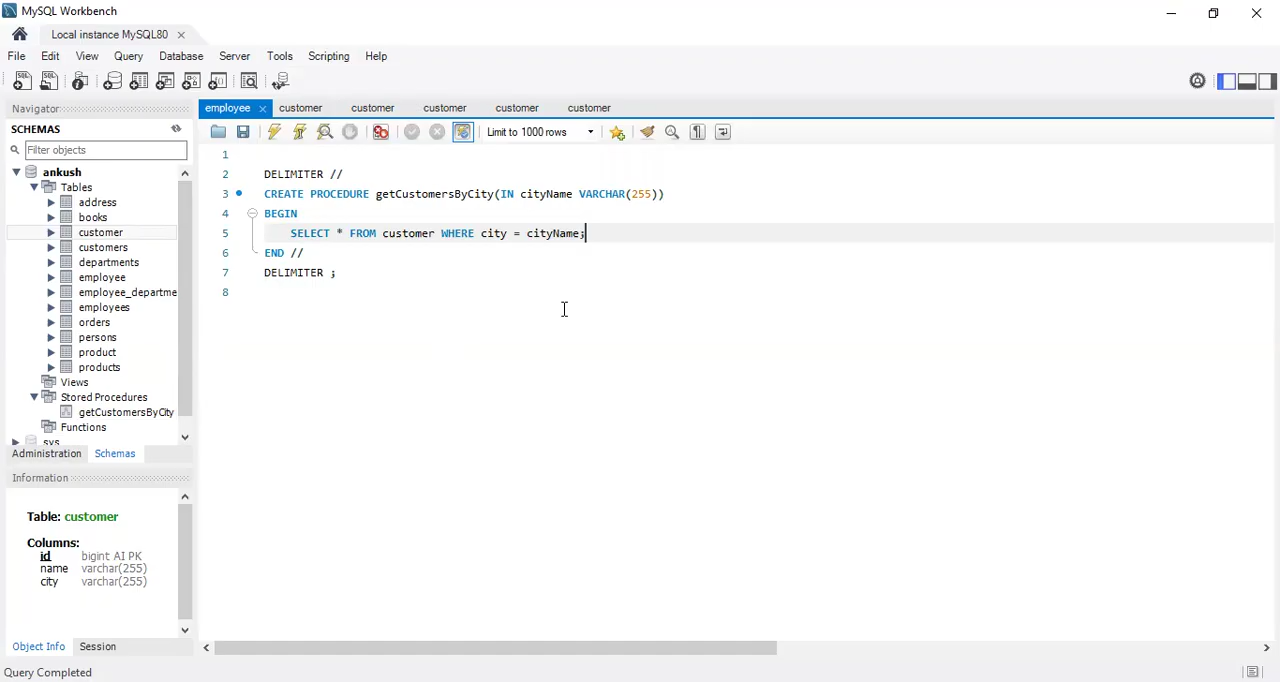 MySQL Workbench
Local instance MySQL80
File Edit View Query Database Server Tools Scripting Help
Navigator
SCHEMAS
Filter objects
ankush
Tables
address
books
customer
customers
departments
employee
employee_departme
employees
orders
persons
product
products
Views
Stored Procedures
getCustomersByCity
Functions
sys
Administration Schemas
Information
Table: customer
Columns:
id bigint AI PK
name varchar(255)
city varchar(255)
Object Info Session
Query Completed
employee customer customer customer customer customer
Limit to 1000 rows
1
2 DELIMITER //
3 CREATE PROCEDURE getCustomersByCity(IN cityName VARCHAR(255))
4 BEGIN
5 SELECT * FROM customer WHERE city = cityName;
6 END //
7 DELIMITER ;
8